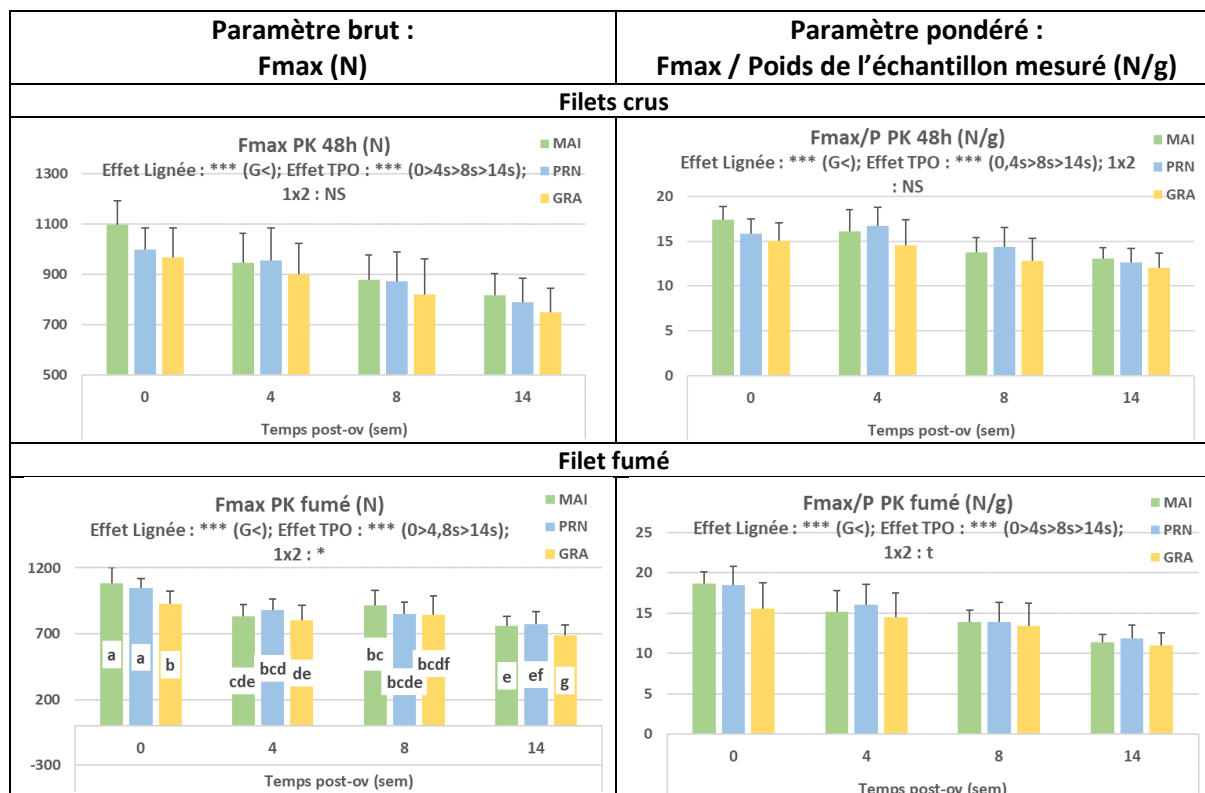 Paramètre brut :
Fmax (N)
Paramètre pondéré :
Fmax / Poids de l’échantillon mesuré (N/g)
Filets crus
Fmax PK 48h (N)
Effet Lignée : *** (G<); Effet TPO : *** (0>4s>8s>14s);
1x2 : NS
MAI
PRN
GRA
1300
1100
900
700
500
0 4 8 14
Temps post-ov (sem)
Fmax/P PK 48h (N/g)
Effet Lignée : *** (G<); Effet TPO : *** (0,4s>8s>14s); 1x2
: NS
MAI
PRN
GRA
20
15
10
5
0
0 4 8 14
Temps post-ov (sem)
Filet fumé
Fmax PK fumé (N)
Effet Lignée : *** (G<); Effet TPO : *** (0>4,8s>14s);
1x2 : *
MAI
PRN
GRA
1200
700
200
-300
a a b cde bcd de bc bcde bcdf e ef g
0 4 8 14
Temps post-ov (sem)
Fmax/P PK fumé (N/g)
Effet Lignée : *** (G<); Effet TPO : *** (0>4s>8s>14s);
1x2 : t
MAI
PRN
GRA
25
20
15
10
5
0
0 4 8 14
Temps post-ov (sem)